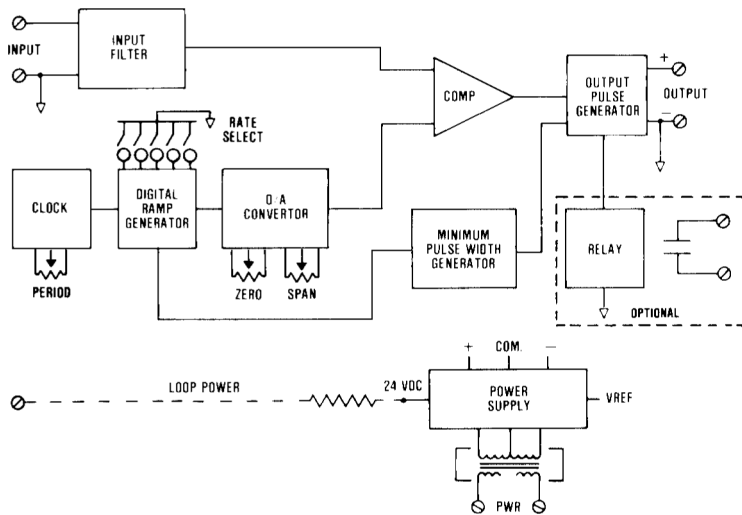 INPUT
INPUT
FILTER
COMP
OUTPUT
PULSE
GENERATOR
+
OUTPUT
−
RATE
SELECT
CLOCK
DIGITAL
RAMP
GENERATOR
D/A
CONVERTOR
MINIMUM
PULSE WIDTH
GENERATOR
RELAY
PERIOD
ZERO
SPAN
OPTIONAL
+ COM. −
LOOP POWER
24 VDC
POWER
SUPPLY
VREF
PWR